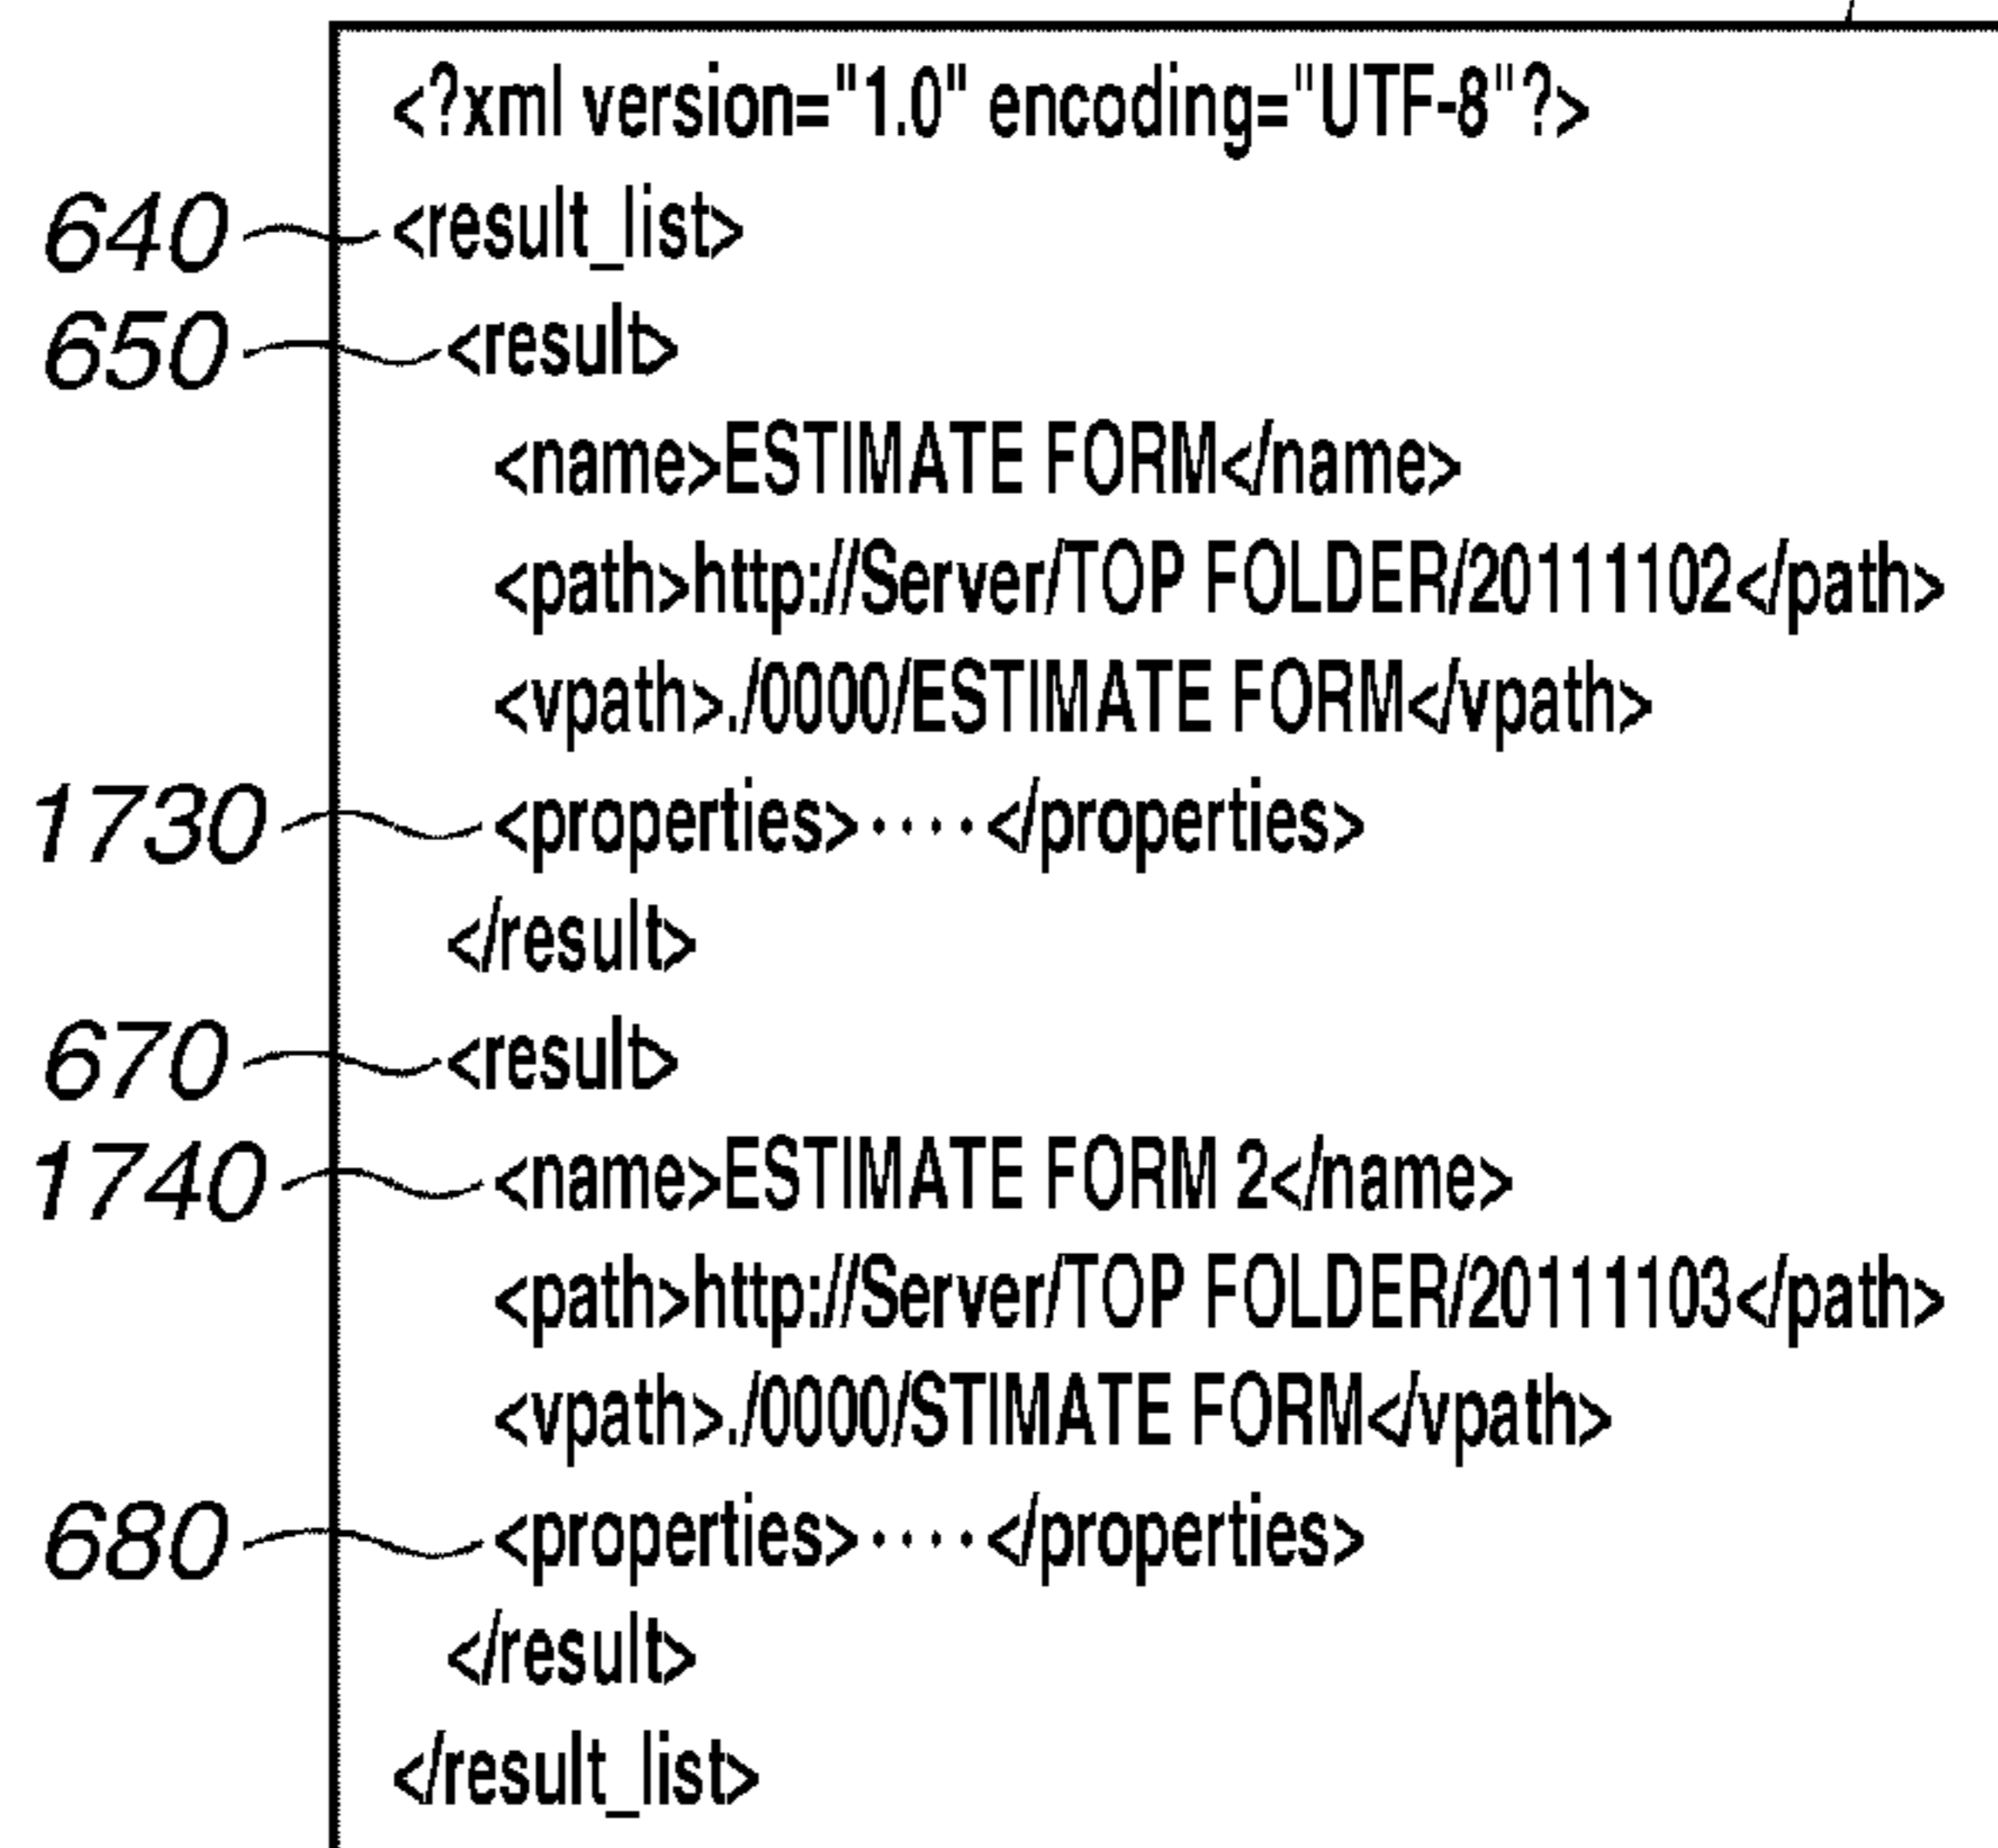 <?xml version="1.0" encoding="UTF-8"?>
640 <result_list>
650 <result>
<name>ESTIMATE FORM</name>
<path>http://Server/TOP FOLDER/20111102</path>
<vpath>./0000/ESTIMATE FORM</vpath>
1730 <properties>····</properties>
</result>
670 <result>
1740 <name>ESTIMATE FORM 2</name>
<path>http://Server/TOP FOLDER/20111103</path>
<vpath>./0000/STIMATE FORM</vpath>
680 <properties>····</properties>
</result>
</result_list>